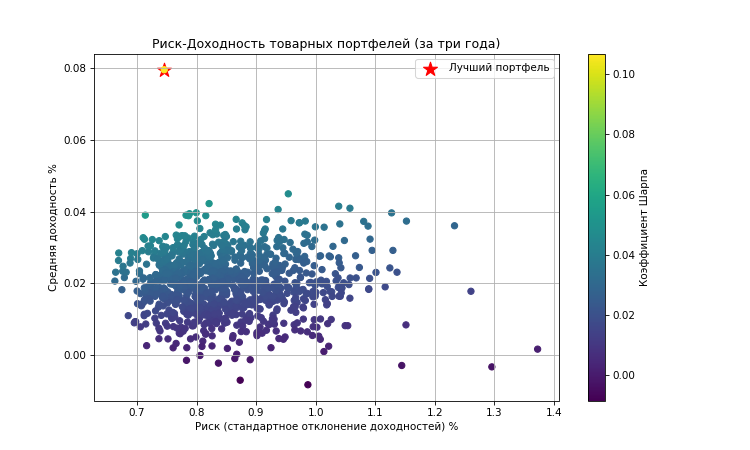 Риск-Доходность товарных портфелей (за три года)
Лучший портфель
0.08
0.06
0.04
0.02
0.00
Средняя доходность %
0.7 0.8 0.9 1.0 1.1 1.2 1.3 1.4
Риск (стандартное отклонение доходностей) %
0.10
0.08
0.06
0.04
0.02
0.00
Коэффициент Шарпа